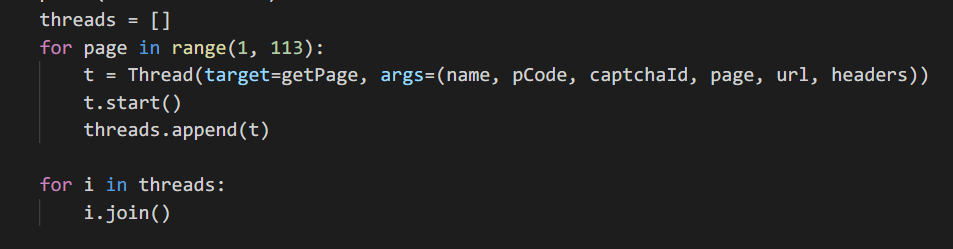 threads = []
for page in range(1, 113):
    t = Thread(target=getPage, args=(name, pCode, captchaId, page, url, headers))
    t.start()
    threads.append(t)

for i in threads:
    i.join()